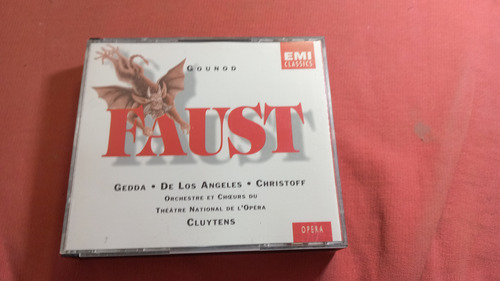 EMI
CLASSICS
GOUNOD
FAUST
GEDDA • DE LOS ANGELES • CHRISTOFF
ORCHESTRE ET CHŒURS DU
THÉÂTRE NATIONAL DE L'OPÉRA
CLUYTENS
OPERA